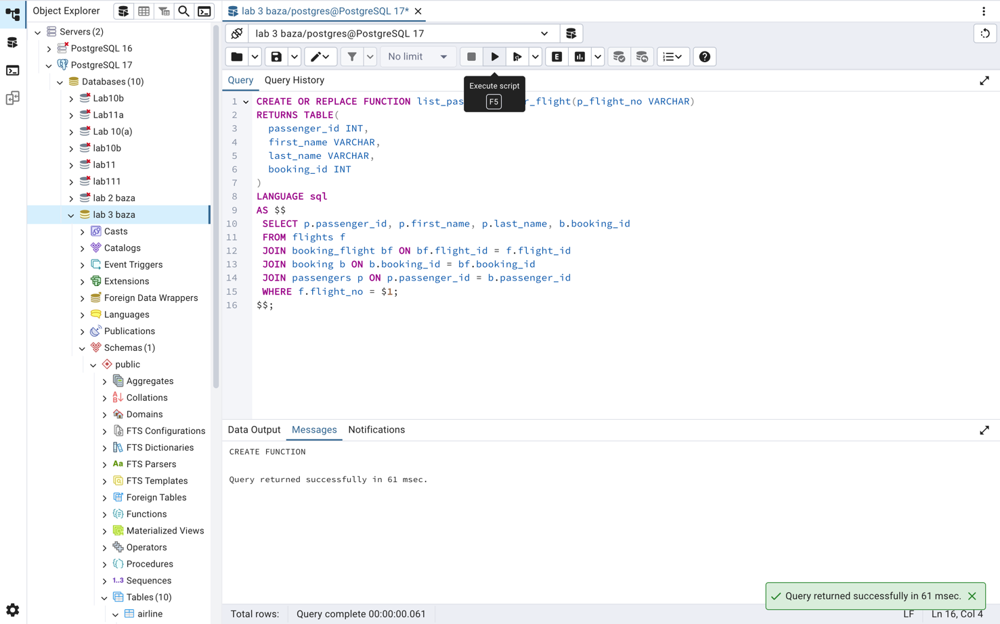 Object Explorer
lab 3 baza/postgres@PostgreSQL 17*
Servers (2)
PostgreSQL 16
PostgreSQL 17
Databases (10)
Lab10b
Lab11a
Lab 10(a)
lab10b
lab11
lab111
lab 2 baza
lab 3 baza
Casts
Catalogs
Event Triggers
Extensions
Foreign Data Wrappers
Languages
Publications
Schemas (1)
public
Aggregates
Collations
Domains
FTS Configurations
FTS Dictionaries
Aa FTS Parsers
FTS Templates
Foreign Tables
Functions
Materialized Views
Operators
Procedures
1..3 Sequences
Tables (10)
airline
lab 3 baza/postgres@PostgreSQL 17
No limit
E
Query
Query History
Execute script
F5
1 CREATE OR REPLACE FUNCTION list_pas r_flight(p_flight_no VARCHAR)
2 RETURNS TABLE(
3 passenger_id INT,
4 first_name VARCHAR,
5 last_name VARCHAR,
6 booking_id INT
7 )
8 LANGUAGE sql
9 AS $$
10 SELECT p.passenger_id, p.first_name, p.last_name, b.booking_id
11 FROM flights f
12 JOIN booking_flight bf ON bf.flight_id = f.flight_id
13 JOIN booking b ON b.booking_id = bf.booking_id
14 JOIN passengers p ON p.passenger_id = b.passenger_id
15 WHERE f.flight_no = $1;
16 $$;
Data Output
Messages
Notifications
CREATE FUNCTION
Query returned successfully in 61 msec.
Query returned successfully in 61 msec.
Total rows:
Query complete 00:00:00.061
LF
Ln 16, Col 4